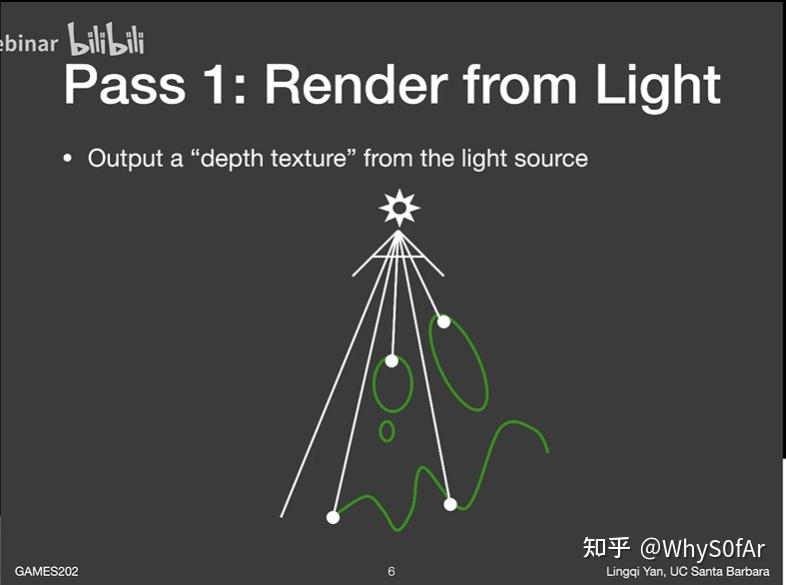 ebinar bilibili
Pass 1: Render from Light
• Output a “depth texture” from the light source
知乎 @WhyS0fAr
GAMES202
6
Lingqi Yan, UC Santa Barbara